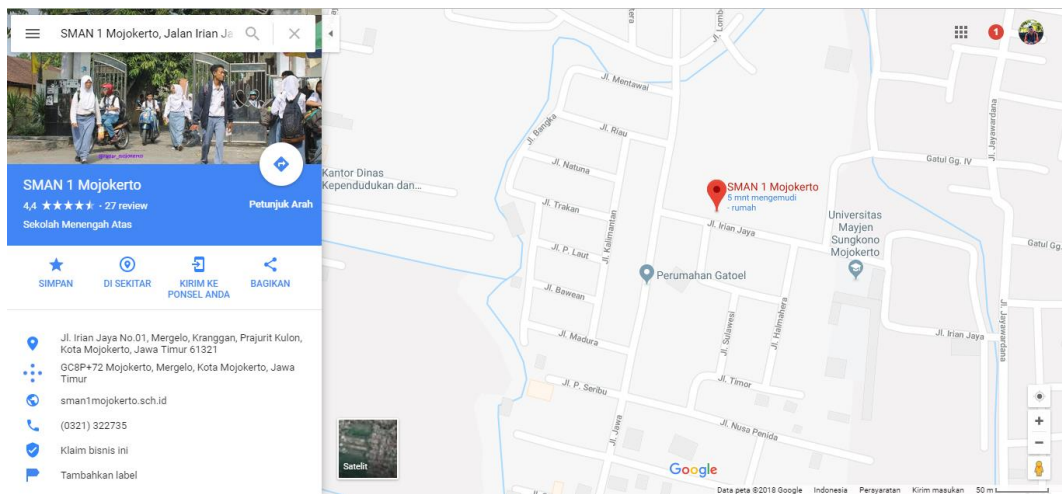 SMAN 1 Mojokerto, Jalan Irian Ja
SMAN 1 Mojokerto
4,4
27 review
Petunjuk Arah
Sekolah Menengah Atas
SIMPAN
DI SEKITAR
KIRIM KE
PONSEL ANDA
BAGIKAN
Jl. Irian Jaya No.01, Mergelo, Kranggan, Prajurit Kulon,
Kota Mojokerto, Jawa Timur 61321
GC8P+72 Mojokerto, Mergelo, Kota Mojokerto, Jawa
Timur
sman1mojokerto.sch.id
(0321) 322735
Klaim bisnis ini
Tambahkan label
Jl. Lomb
1
Jl. Mentawai
Jl. Bangka
Jl. Riau
Jl. Jayawardana
Gatul Gg. IV
Jl. Natuna
Kantor Dinas
Kependudukan dan...
SMAN 1 Mojokerto
5 mnt mengemudi
- rumah
Jl. Trakan
Jl. Kalimantan
Jl. Irian Jaya
Universitas
Mayjen
Sungkono
Mojokerto
Gatul Gg.
Jl. P. Laut
Perumahan Gatoel
Jl. Bawean
Jl. Sulawesi
Jl. Halmahera
Jl. Madura
Jl. Irian Jaya
Jl. Jayawardana
Jl. P. Seribu
Jl. Timor
Jl. Jawa
Jl. Nusa Penida
Satelit
Google
Data peta ©2018 Google
Indonesia
Persyaratan
Kirim masukan
50 m